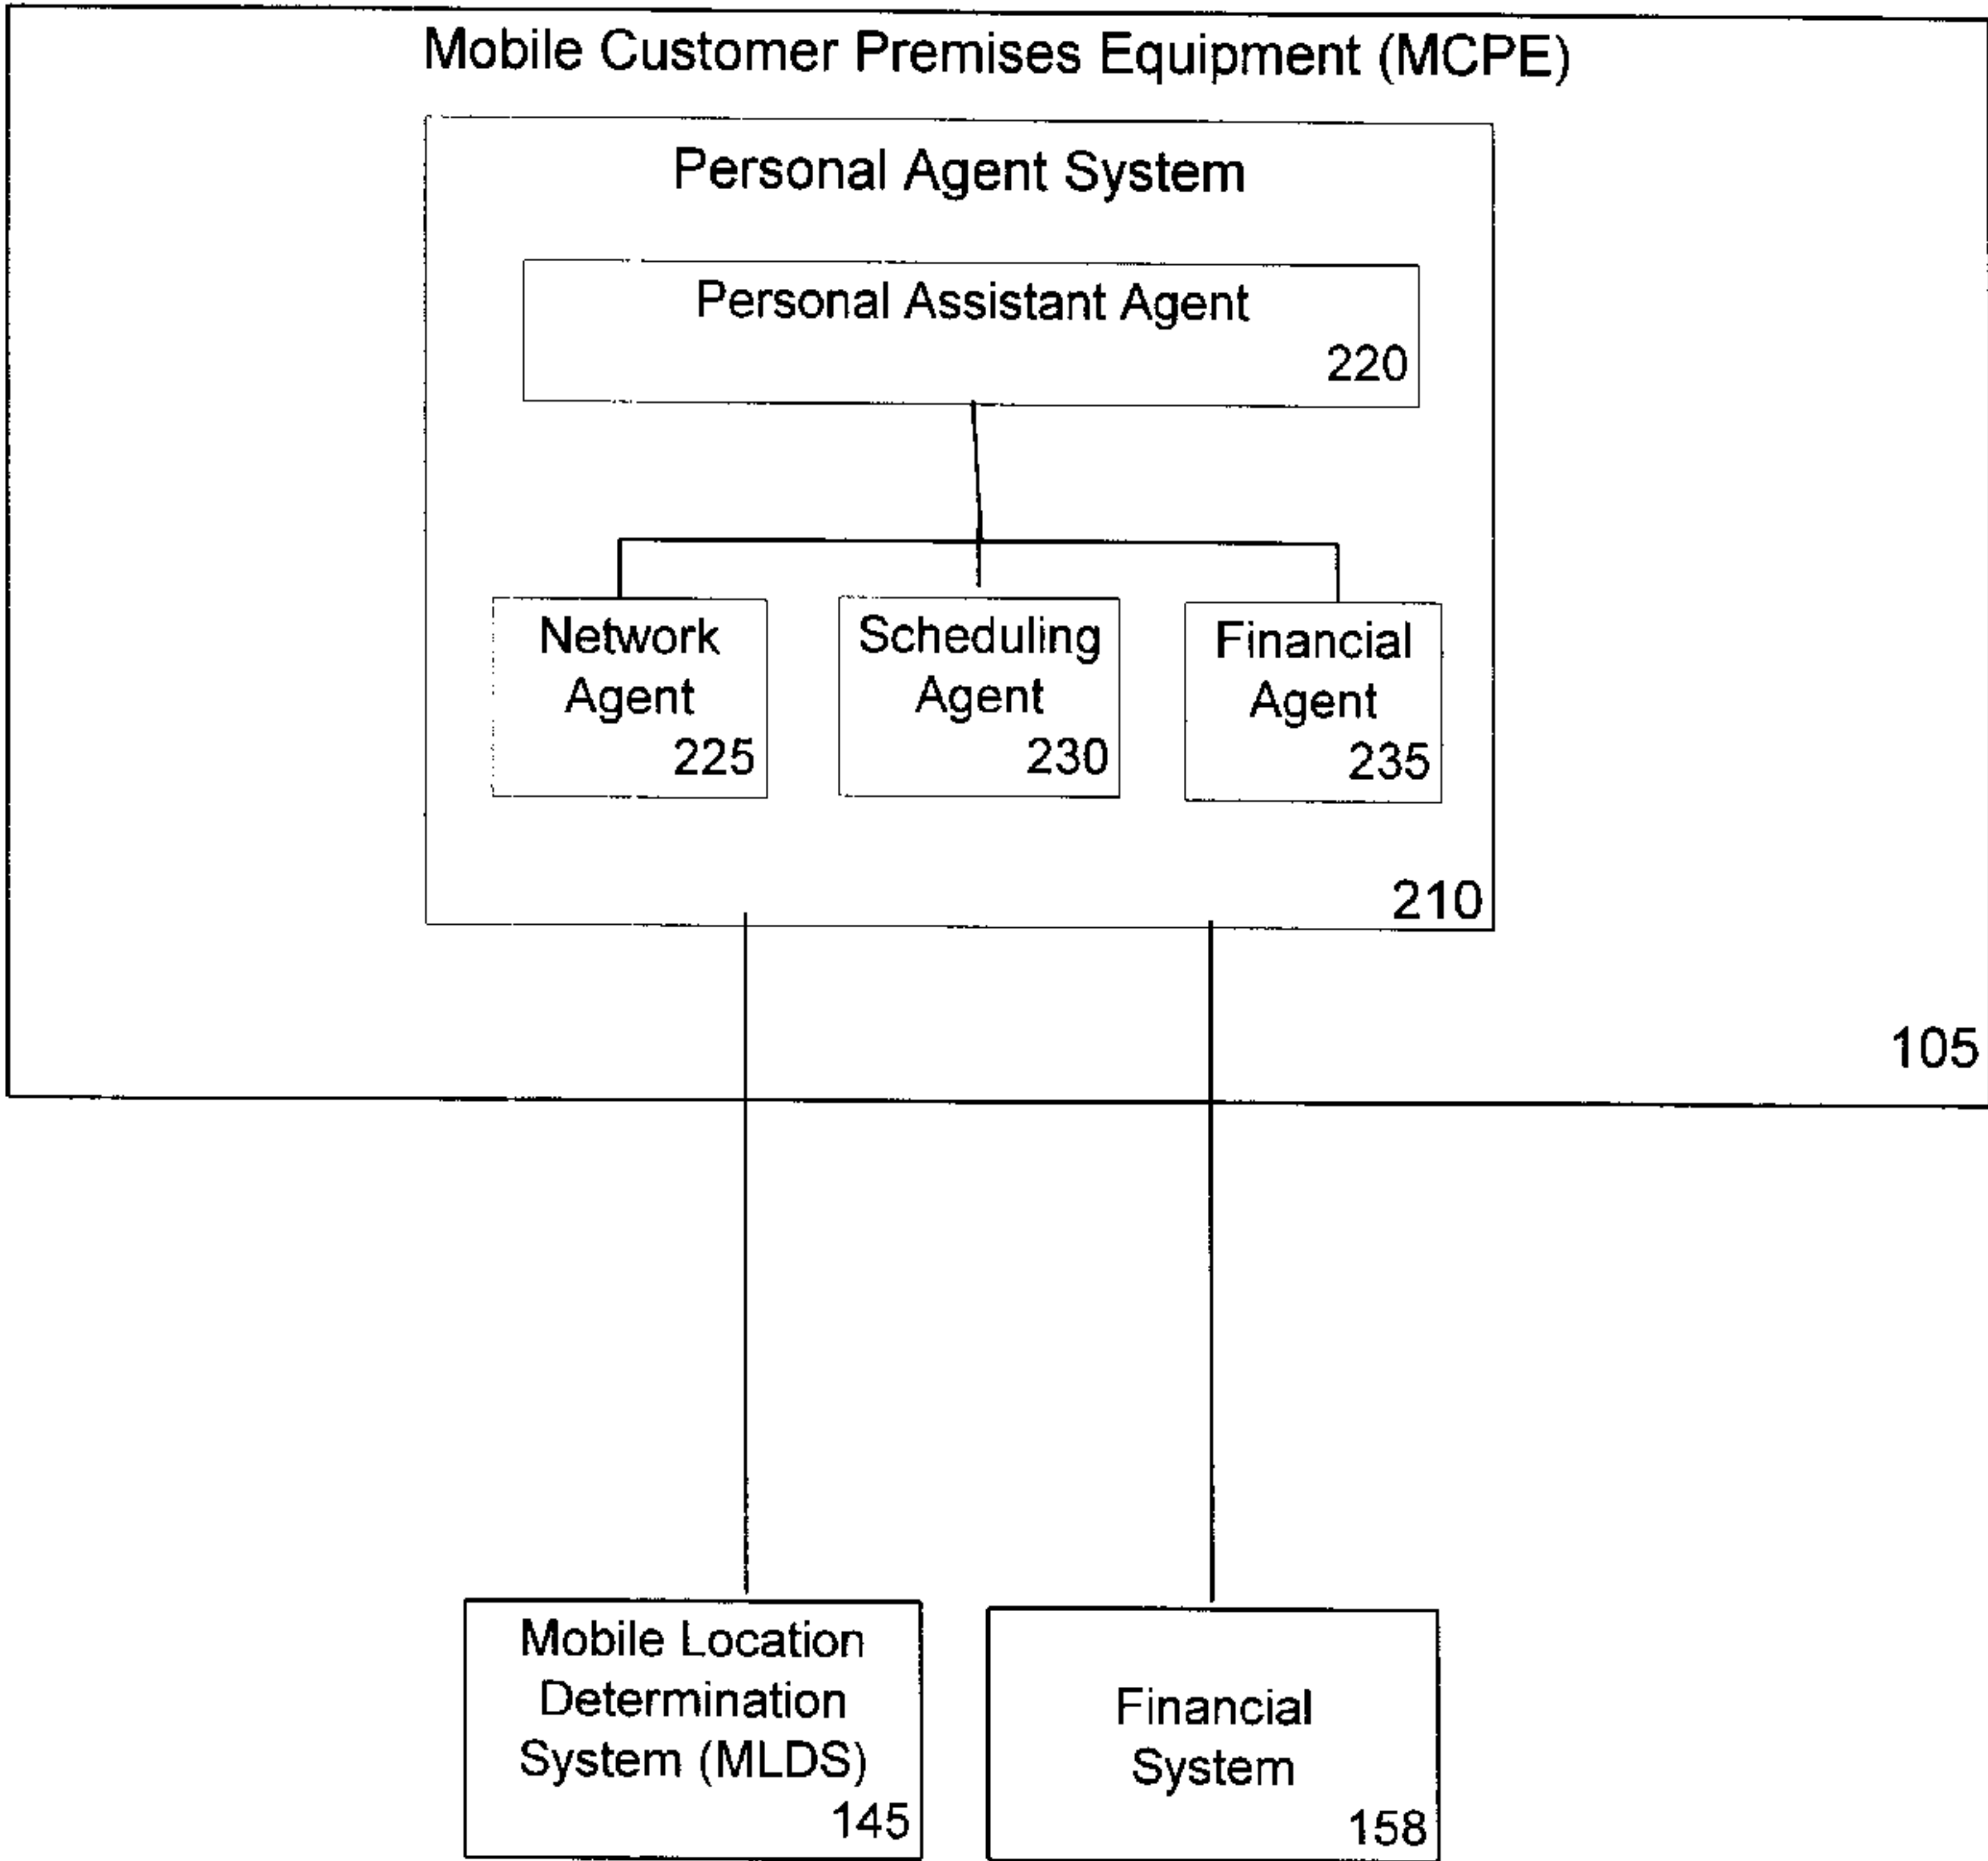 Mobile Customer Premises Equipment (MCPE)
Personal Agent System
Personal Assistant Agent
220
Network
Agent
225
Scheduling
Agent
230
Financial
Agent
235
210
105
Mobile Location
Determination
System (MLDS)
145
Financial
System
158